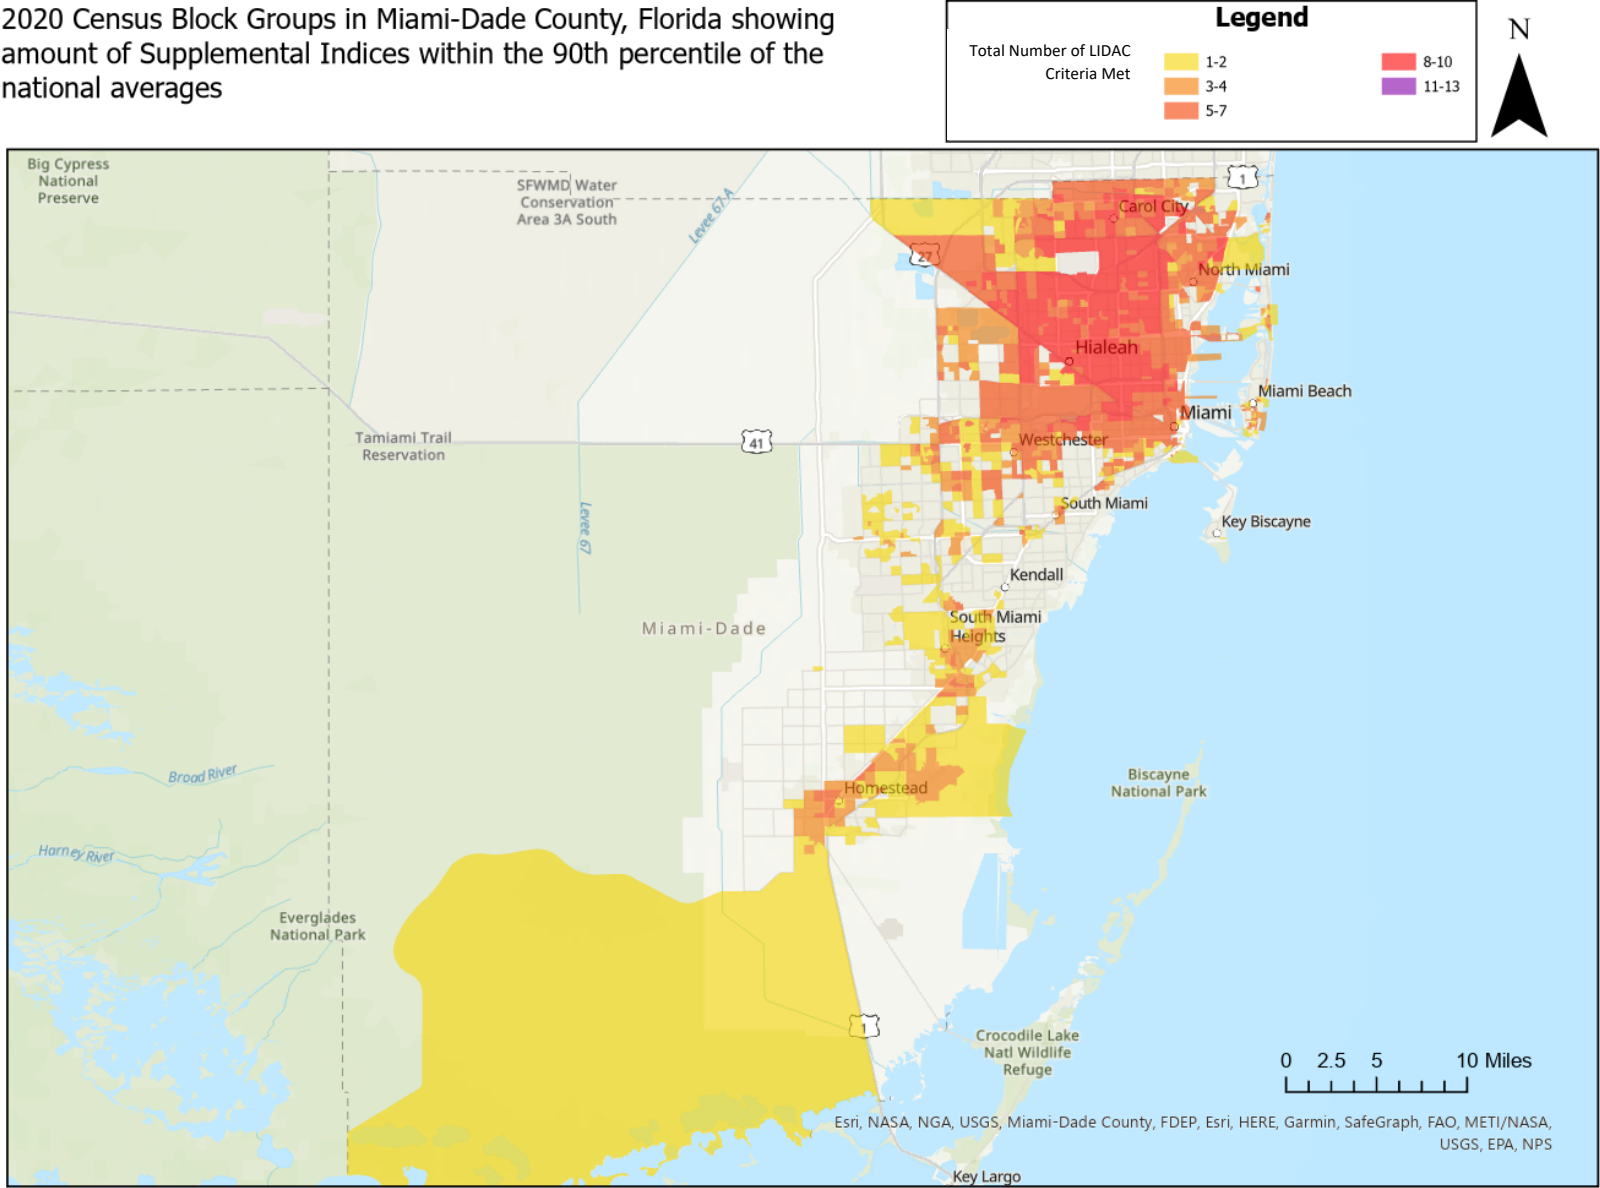 2020 Census Block Groups in Miami-Dade County, Florida showing
amount of Supplemental Indices within the 90th percentile of the
national averages
Legend
Total Number of LIDAC
Criteria Met
1-2
3-4
5-7
8-10
11-13
N
Big Cypress
National
Preserve
SFWMD Water
Conservation
Area 3A South
Levee 67-A
1
Carol City
27
North Miami
Hialeah
Miami Beach
Miami
Tamiami Trail
Reservation
41
Westchester
Levee 67
South Miami
Key Biscayne
Kendall
Miami-Dade
South Miami
Heights
Broad River
Homestead
Biscayne
National Park
Harney River
Everglades
National Park
1
Crocodile Lake
Natl Wildlife
Refuge
0 2.5 5 10 Miles
Esri, NASA, NGA, USGS, Miami-Dade County, FDEP, Esri, HERE, Garmin, SafeGraph, FAO, METI/NASA,
USGS, EPA, NPS
Key Largo